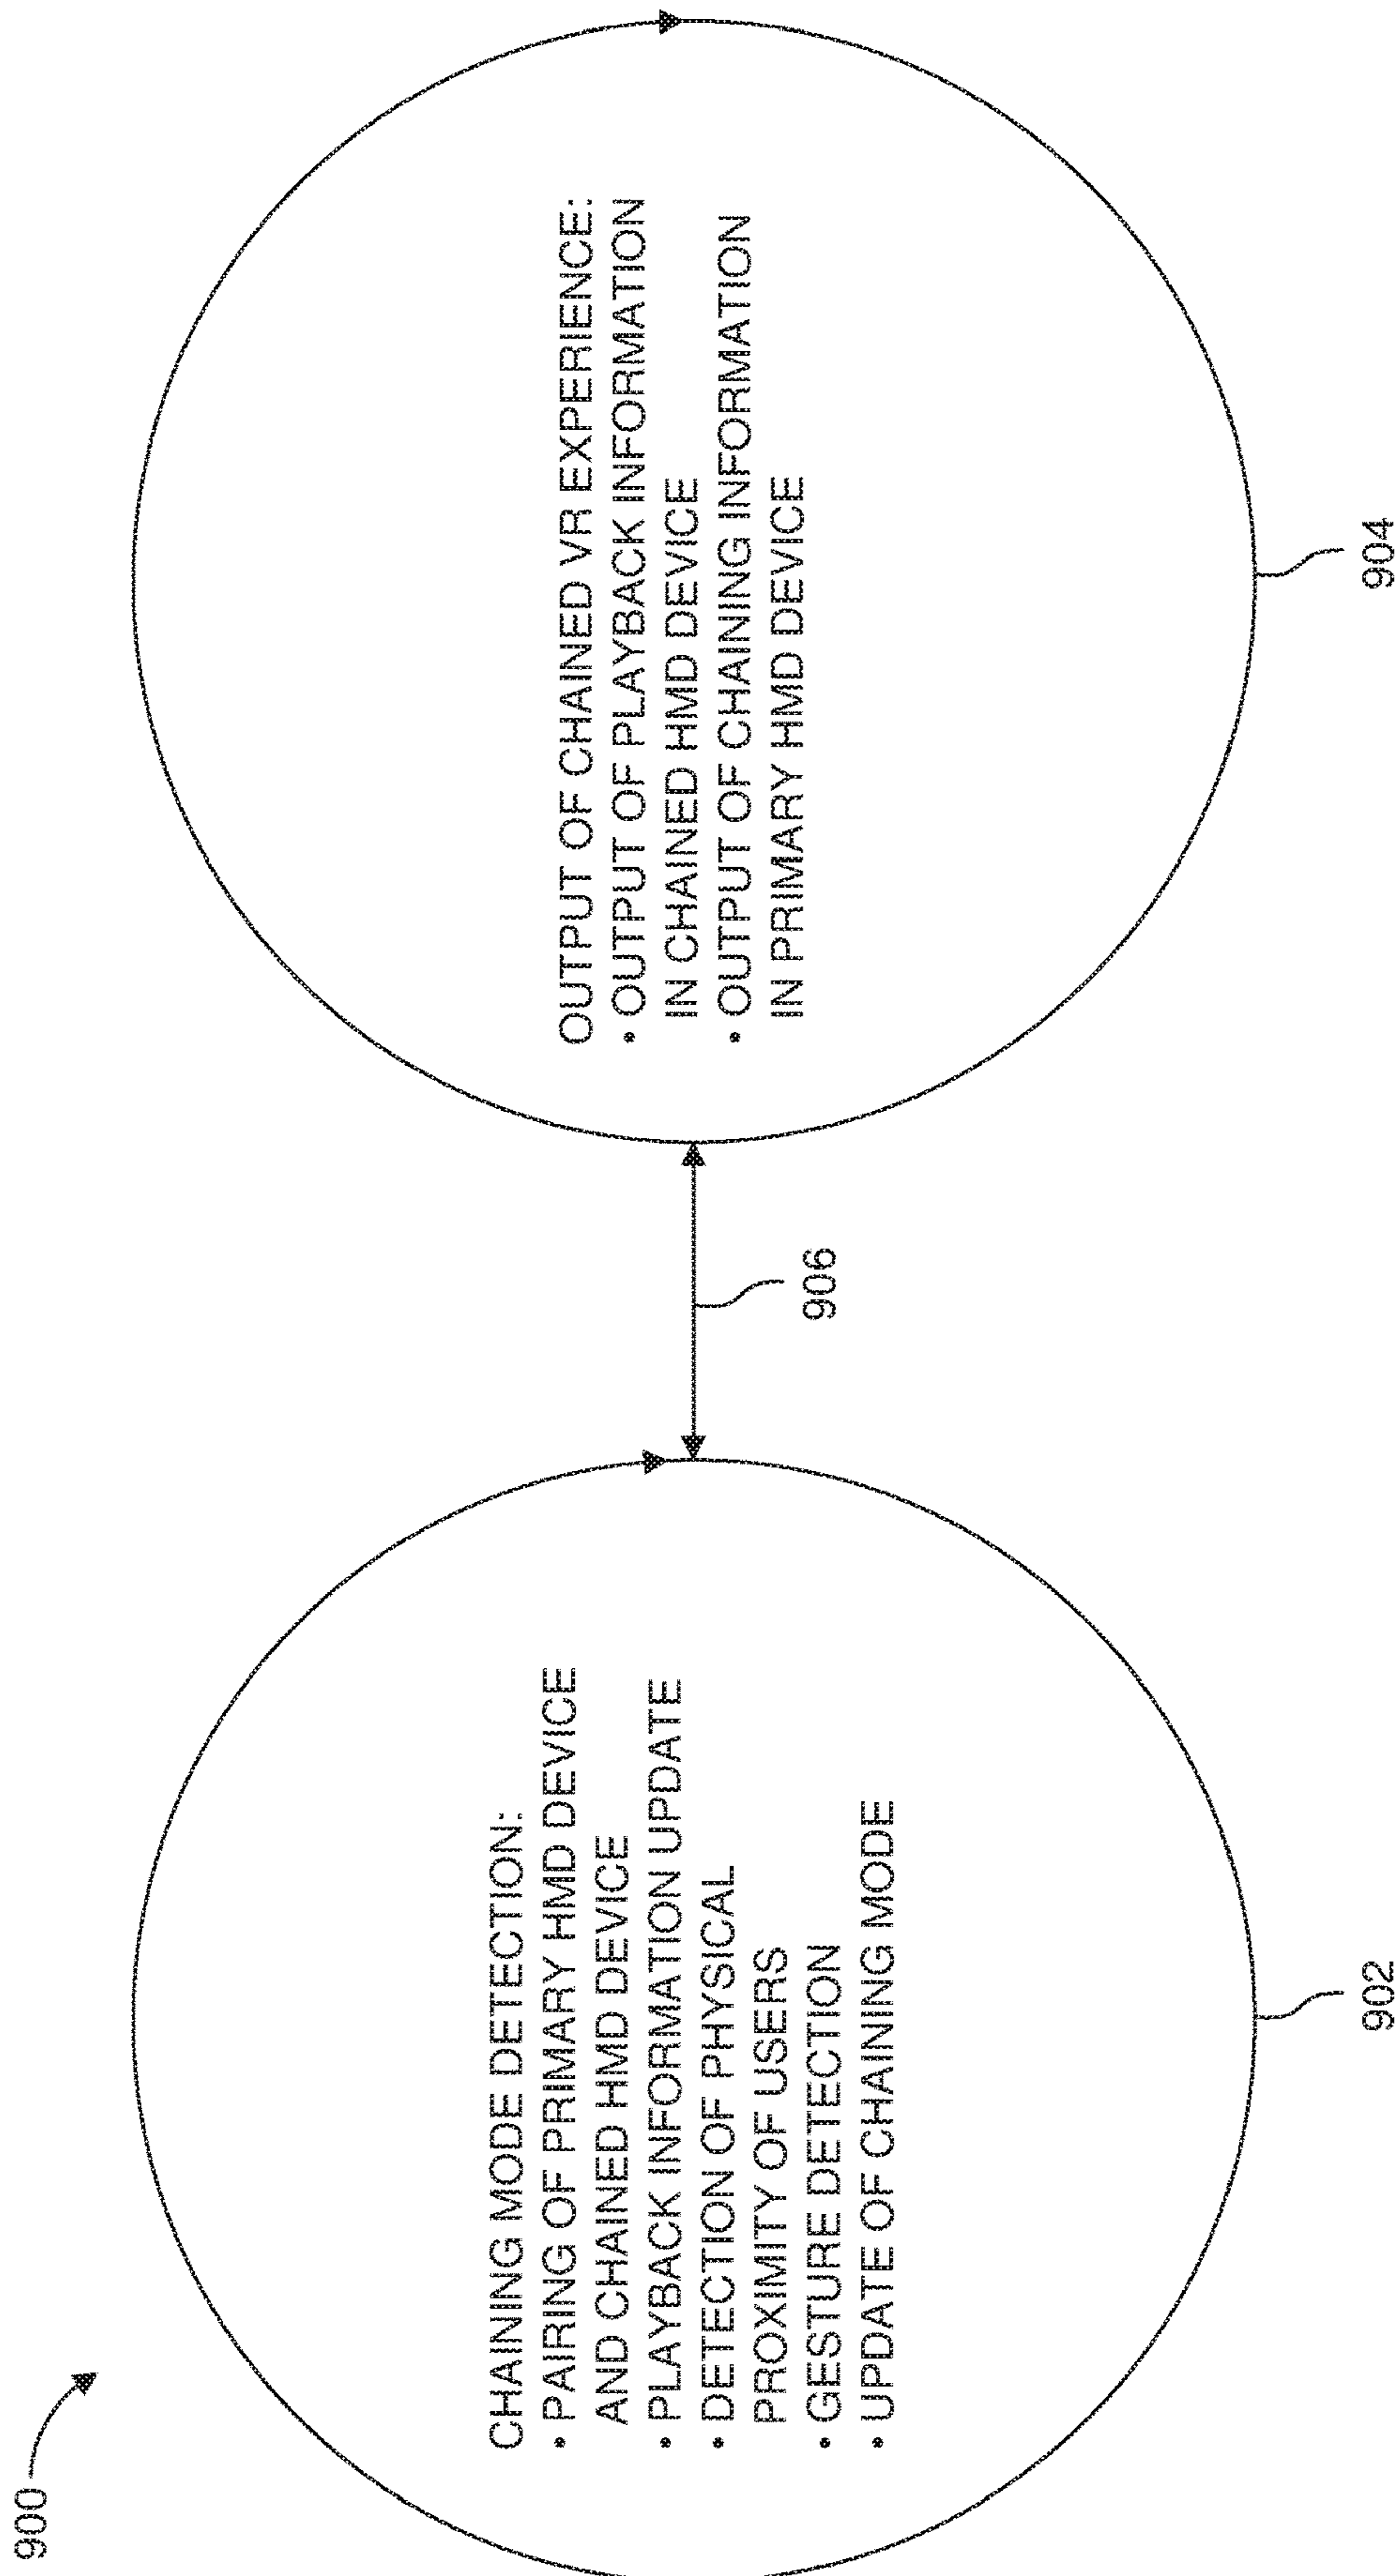 900
CHAINING MODE DETECTION:
• PAIRING OF PRIMARY HMD DEVICE
AND CHAINED HMD DEVICE
• PLAYBACK INFORMATION UPDATE
• DETECTION OF PHYSICAL
PROXIMITY OF USERS
• GESTURE DETECTION
• UPDATE OF CHAINING MODE
902
906
OUTPUT OF CHAINED VR EXPERIENCE:
• OUTPUT OF PLAYBACK INFORMATION
IN CHAINED HMD DEVICE
• OUTPUT OF CHAINING INFORMATION
IN PRIMARY HMD DEVICE
904